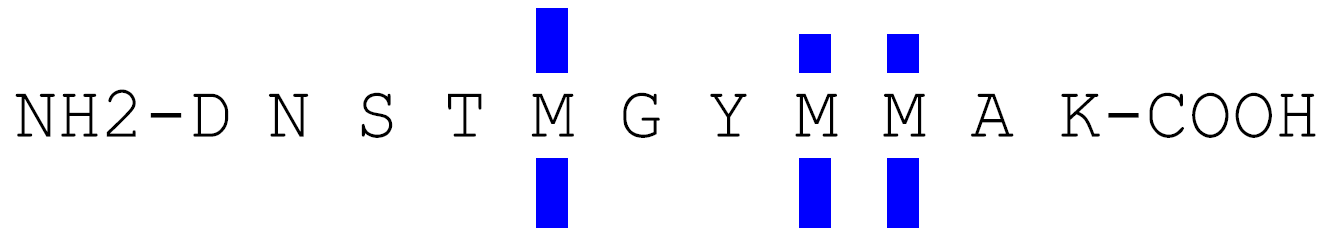 NH2-D N S T M G Y M M A K-COOH